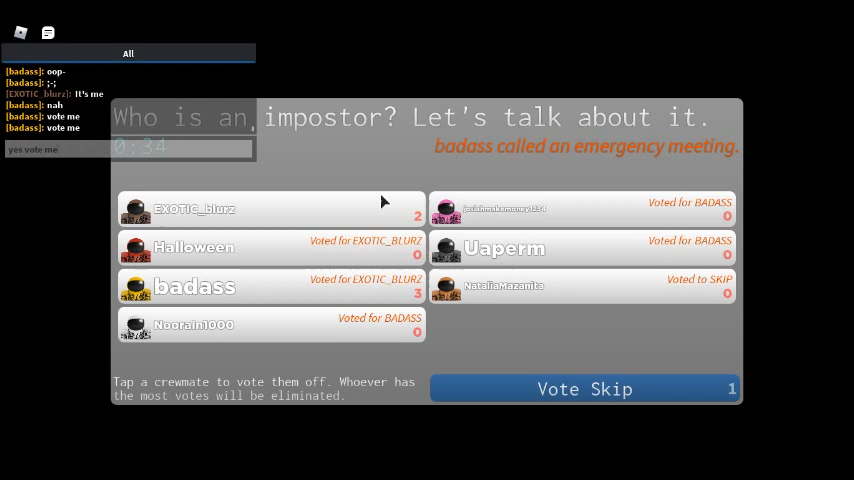 All
[badass]: oop-
[badass]: ;-;
[EXOTIC_blurz]: It's me
[badass]: nah
[badass]: vote me
[badass]: vote me
yes vote me
Who is an impostor? Let's talk about it.
0:34
badass called an emergency meeting.
EXOTIC_blurz
2
Voted for BADASS
0
Halloween
Voted for EXOTIC_BLURZ
0
Uaperm
Voted for BADASS
0
badass
Voted for EXOTIC_BLURZ
3
NataliaMazanita
Voted to SKIP
0
Noorain1000
Voted for BADASS
0
Tap a crewmate to vote them off. Whoever has
the most votes will be eliminated.
Vote Skip
1